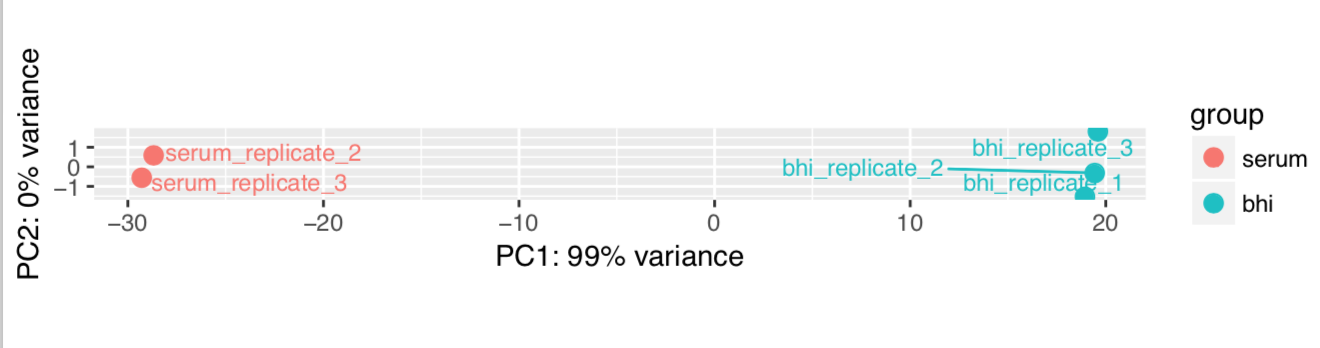 PC2: 0% variance
1
0
−1
serum_replicate_2
serum_replicate_3
bhi_replicate_3
bhi_replicate_2
bhi_replicate_1
−30 −20 −10 0 10 20
PC1: 99% variance
group
serum
bhi